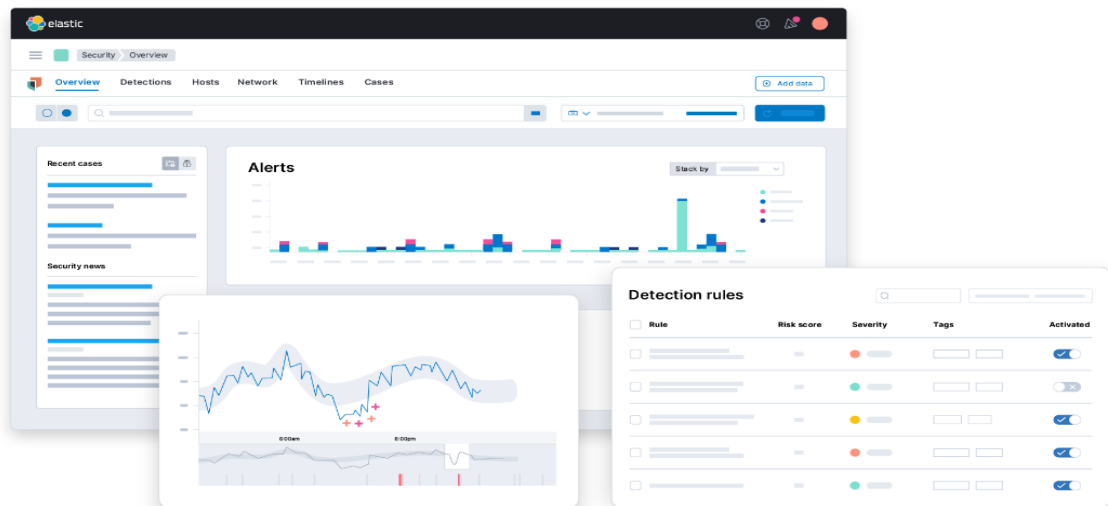 elastic
Security Overview
Overview Detections Hosts Network Timelines Cases
Add data
Recent cases
Security news
Alerts
Stack by
6:00am 8:00pm
Detection rules
Rule Risk score Severity Tags Activated